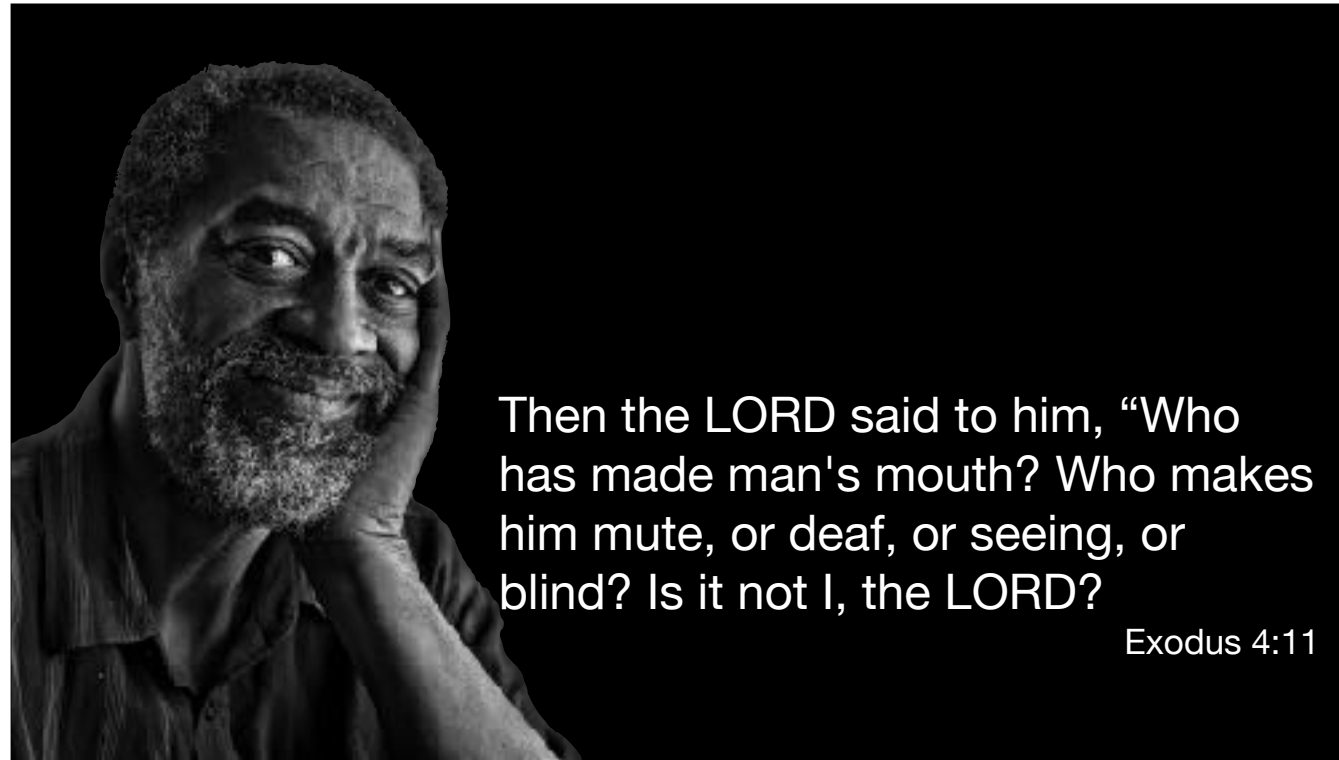 Then the LORD said to him, “Who
has made man's mouth? Who makes
him mute, or deaf, or seeing, or
blind? Is it not I, the LORD?
Exodus 4:11